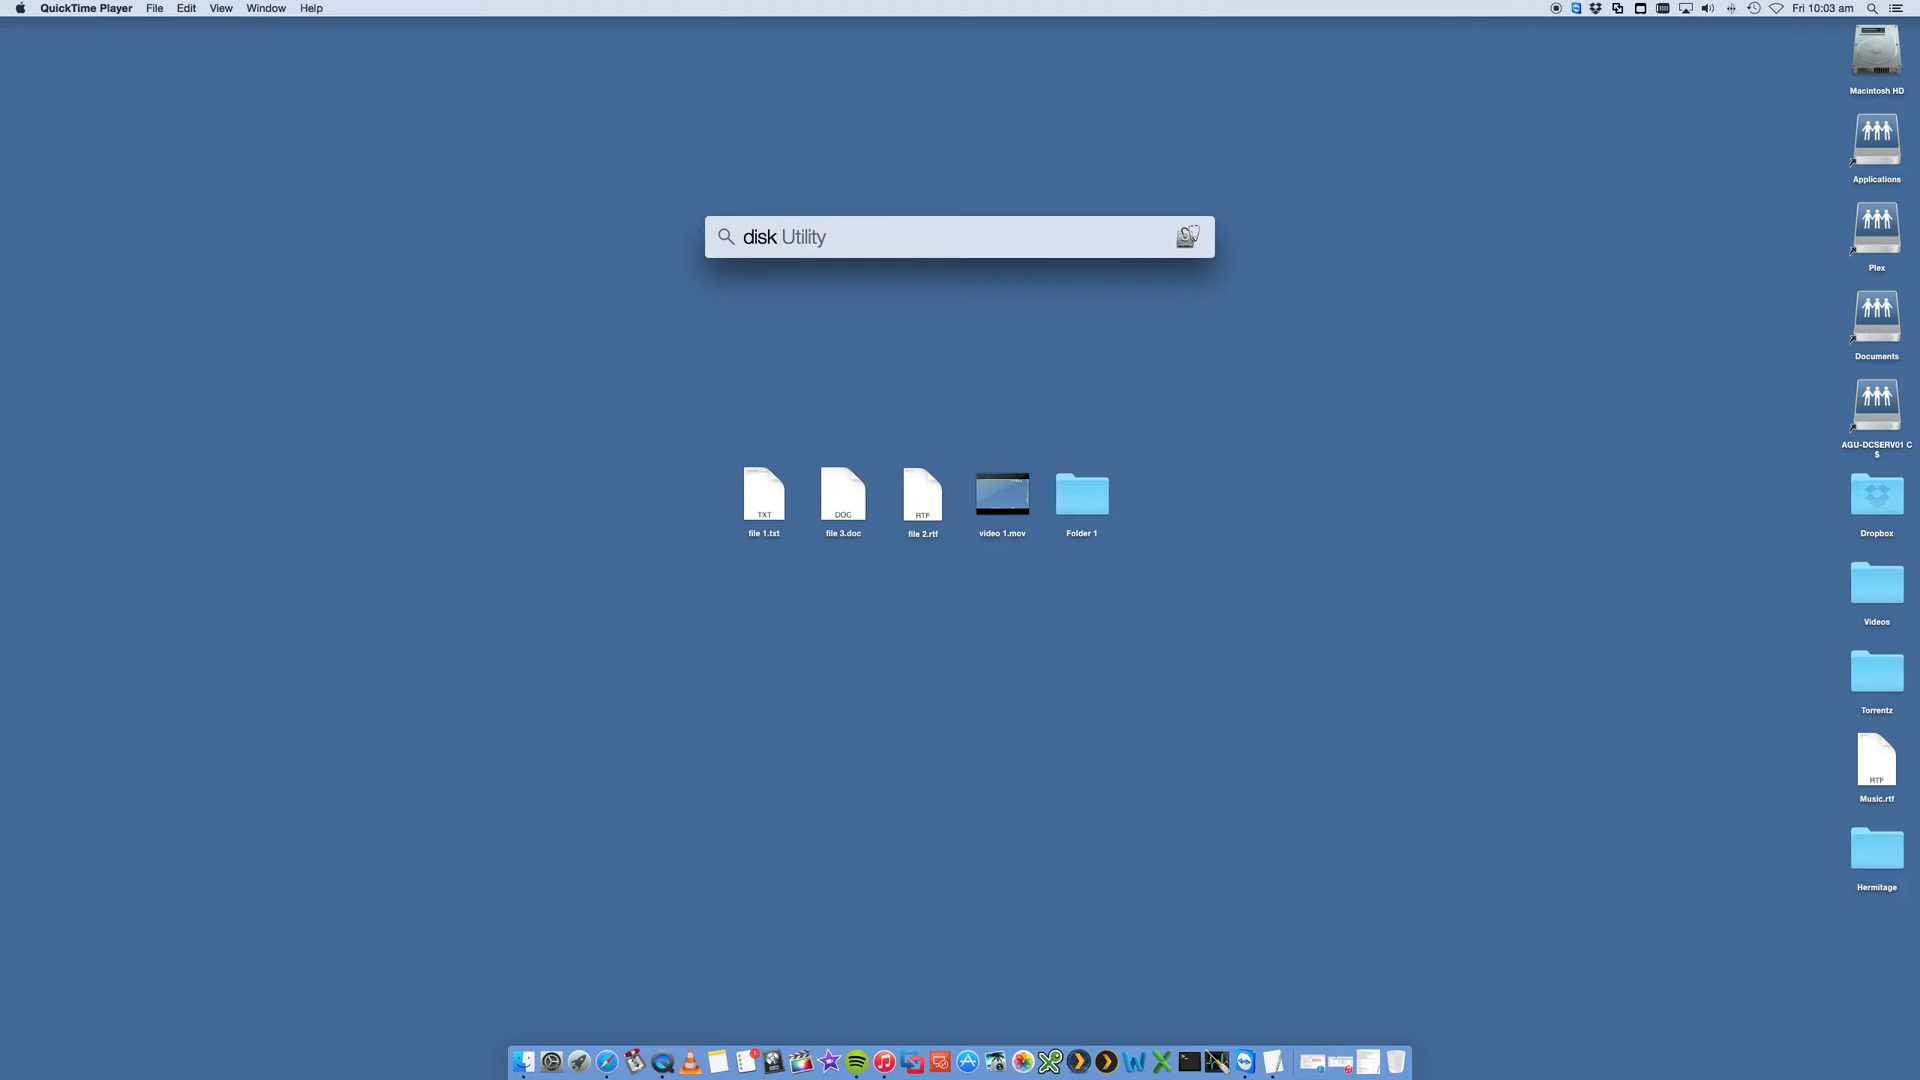 QuickTime Player File Edit View Window Help Fri 10:03 am
Macintosh HD
Applications
disk Utility
Plex
Documents
AGU-DCSERV01 C
$
TXT DOC RTF
file 1.txt file 3.doc file 2.rtf video 1.mov Folder 1
Dropbox
Videos
Torrentz
RTF
Music.rtf
Hermitage